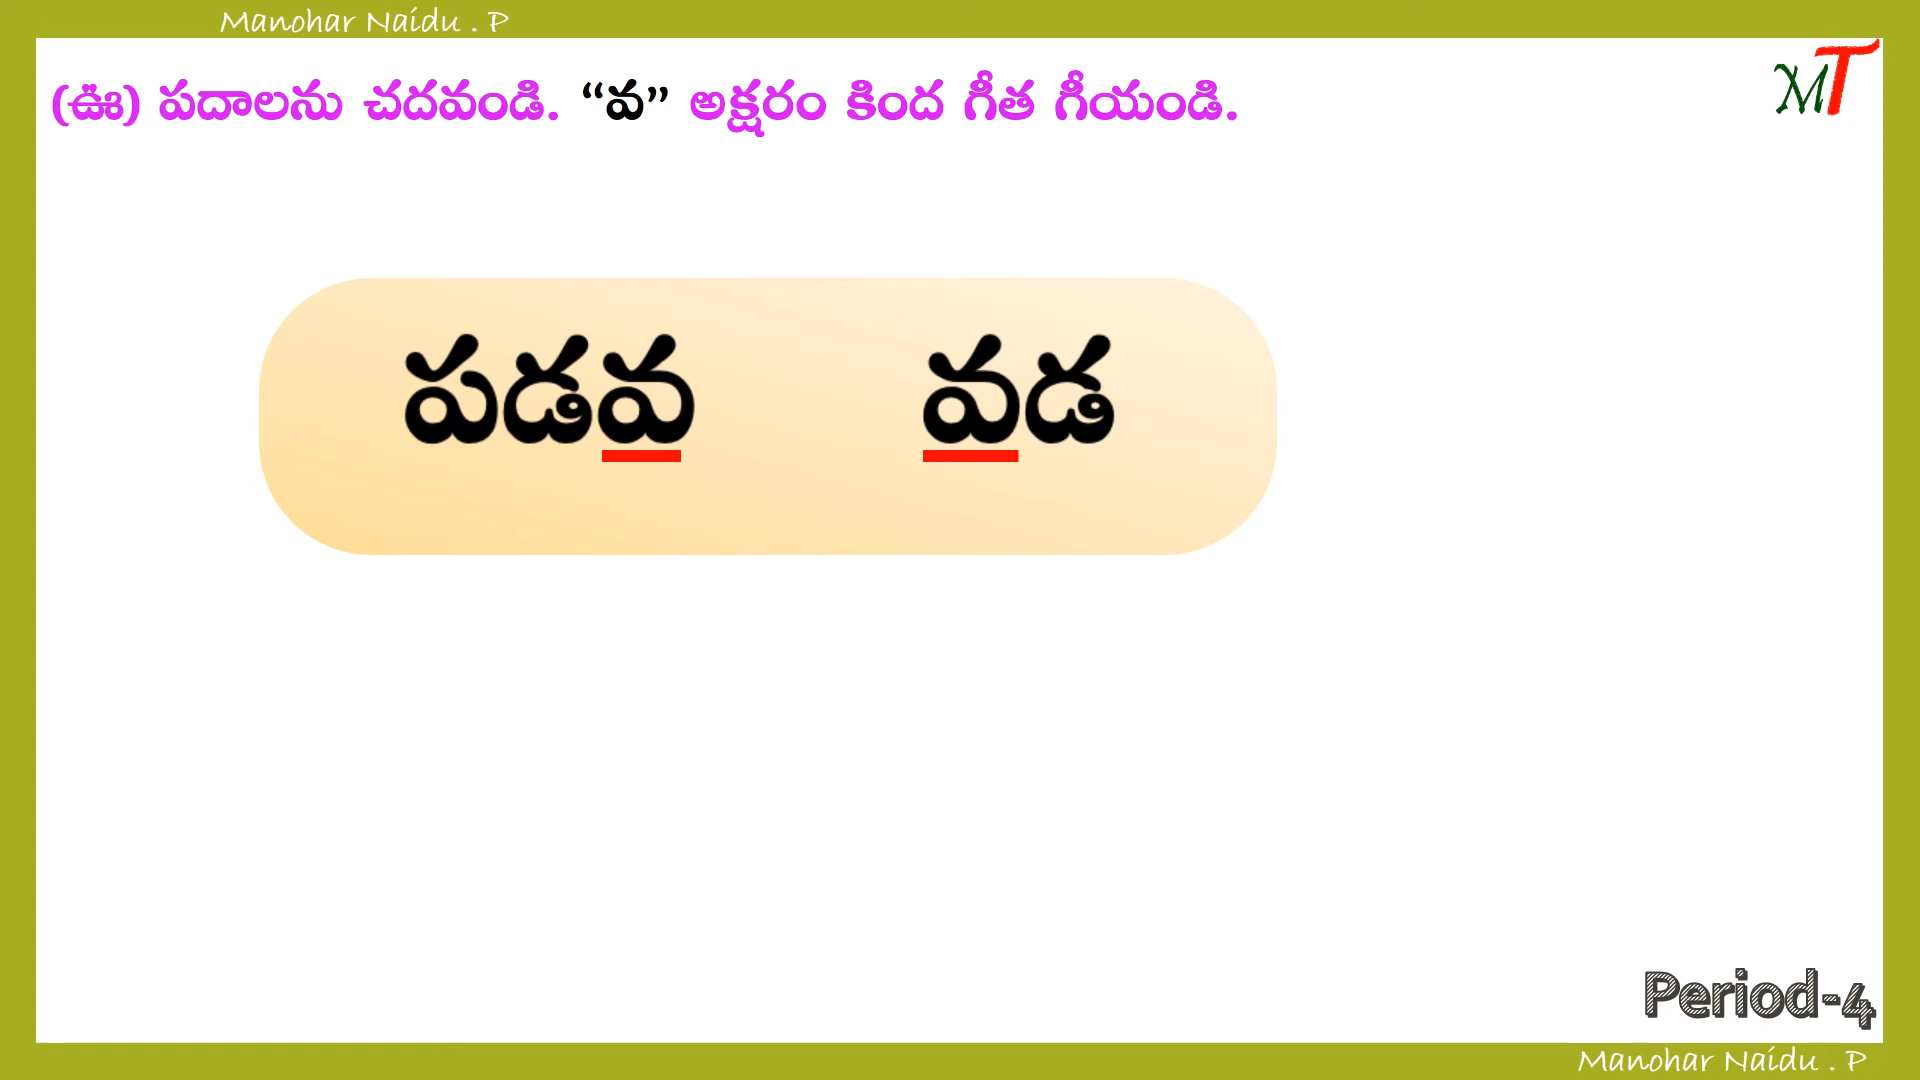 Manohar Naidu . P
MT
(ఊ) పదాలను చదవండి. “వ” అక్షరం కింద గీత గీయండి.
పడవ వడ
Period-4
Manohar Naidu . P